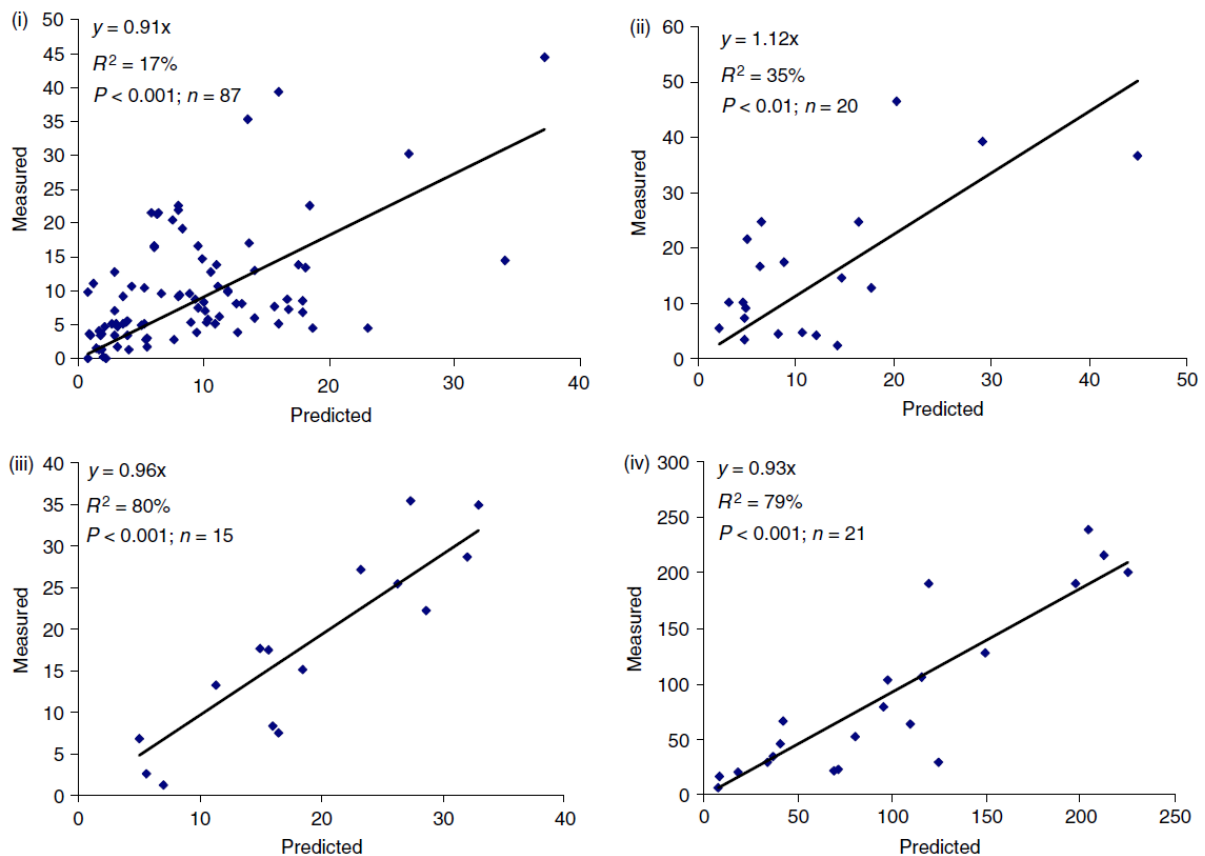 (i)
y = 0.91x
R² = 17%
P < 0.001; n = 87
50
45
40
35
30
25
20
15
10
5
0
Measured
0 10 20 30 40
Predicted
(ii)
y = 1.12x
R² = 35%
P < 0.01; n = 20
60
50
40
30
20
10
0
Measured
0 10 20 30 40 50
Predicted
(iii)
y = 0.96x
R² = 80%
P < 0.001; n = 15
40
35
30
25
20
15
10
5
0
Measured
0 10 20 30 40
Predicted
(iv)
y = 0.93x
R² = 79%
P < 0.001; n = 21
300
250
200
150
100
50
0
Measured
0 50 100 150 200 250
Predicted